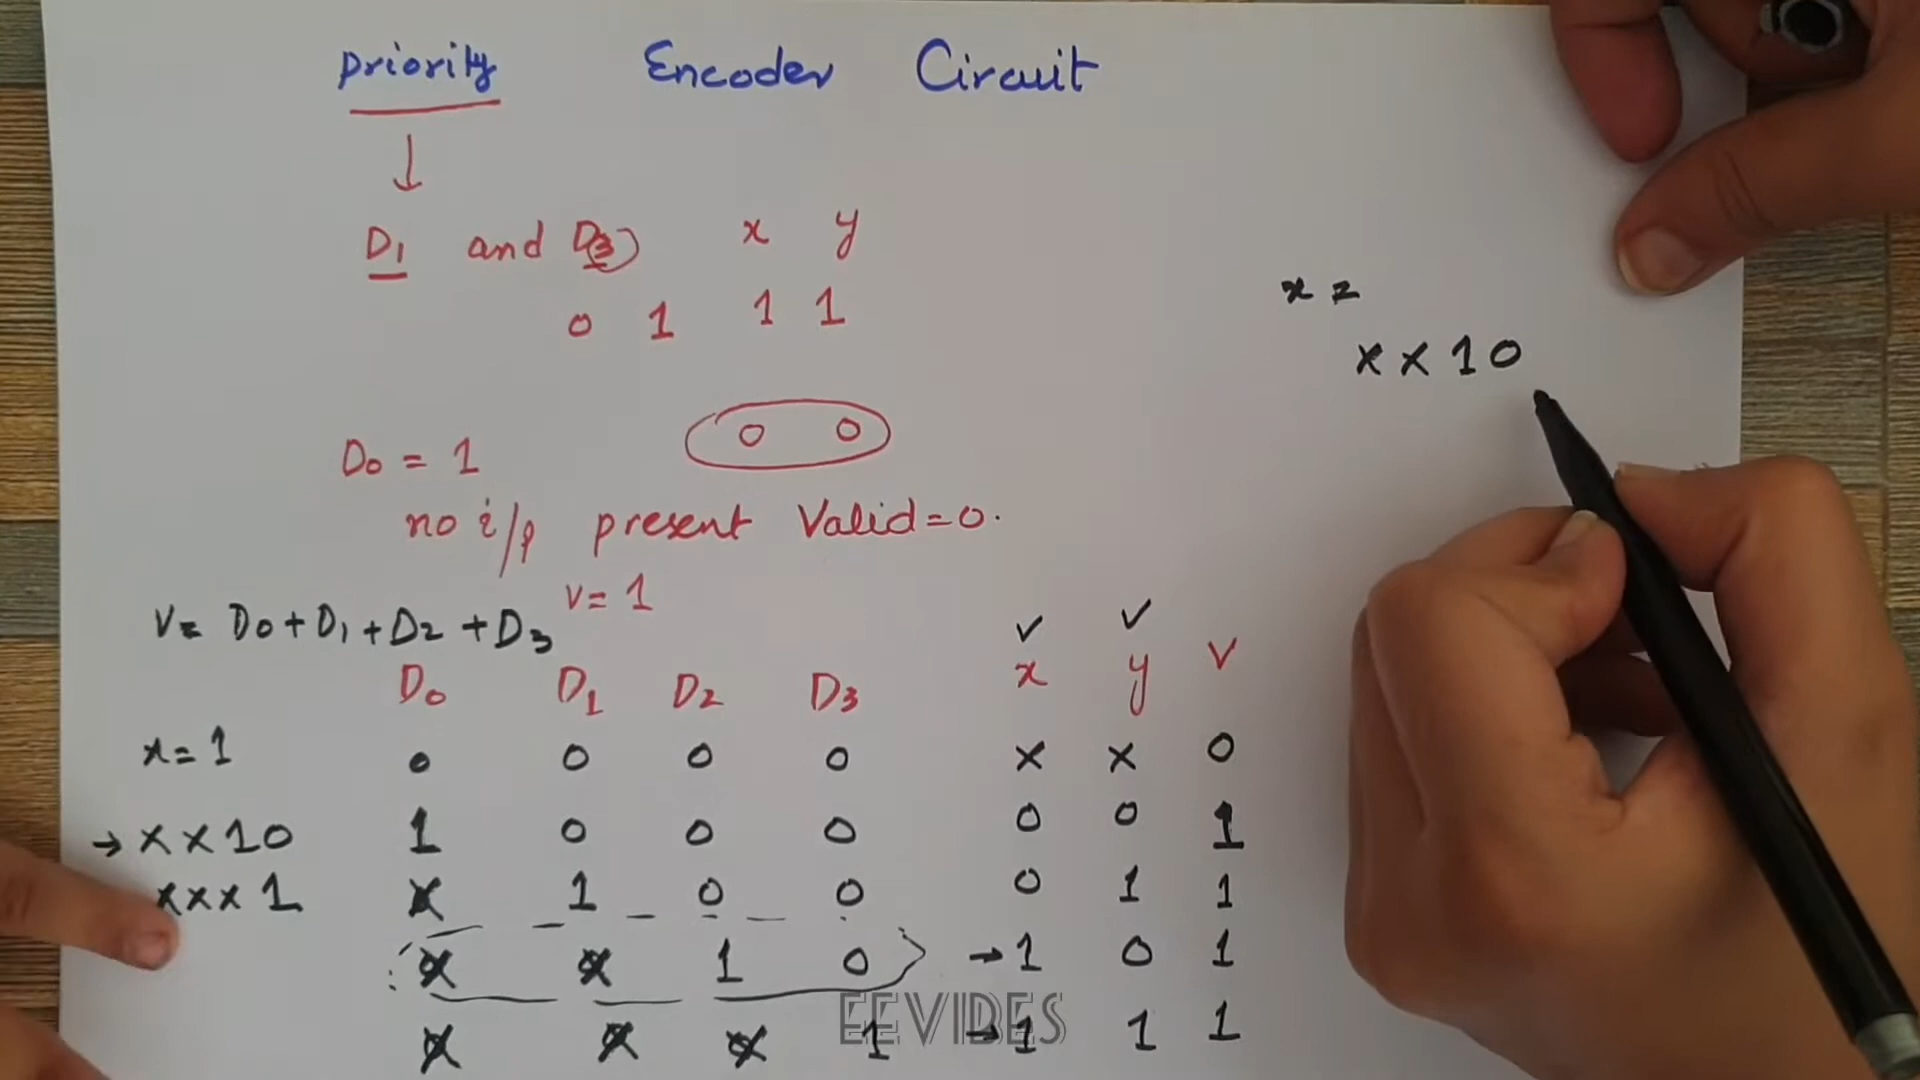 priority Encoder Circuit
↓
D1 and D3 x y
0 1 1 1
x =
x x 1 0
D0 = 1 0 0
no i/p present Valid=0.
v= 1
V= D0+D1+D2+D3
✓ ✓
D0 D1 D2 D3 x y V
x=1 0 0 0 0 x x 0
→ x x 1 0 1 0 0 0 0 0 1
x x x 1 x 1 0 0 0 1 1
x x 1 0 → 1 0 1
x x x 1 → 1 1 1
EEVIBES